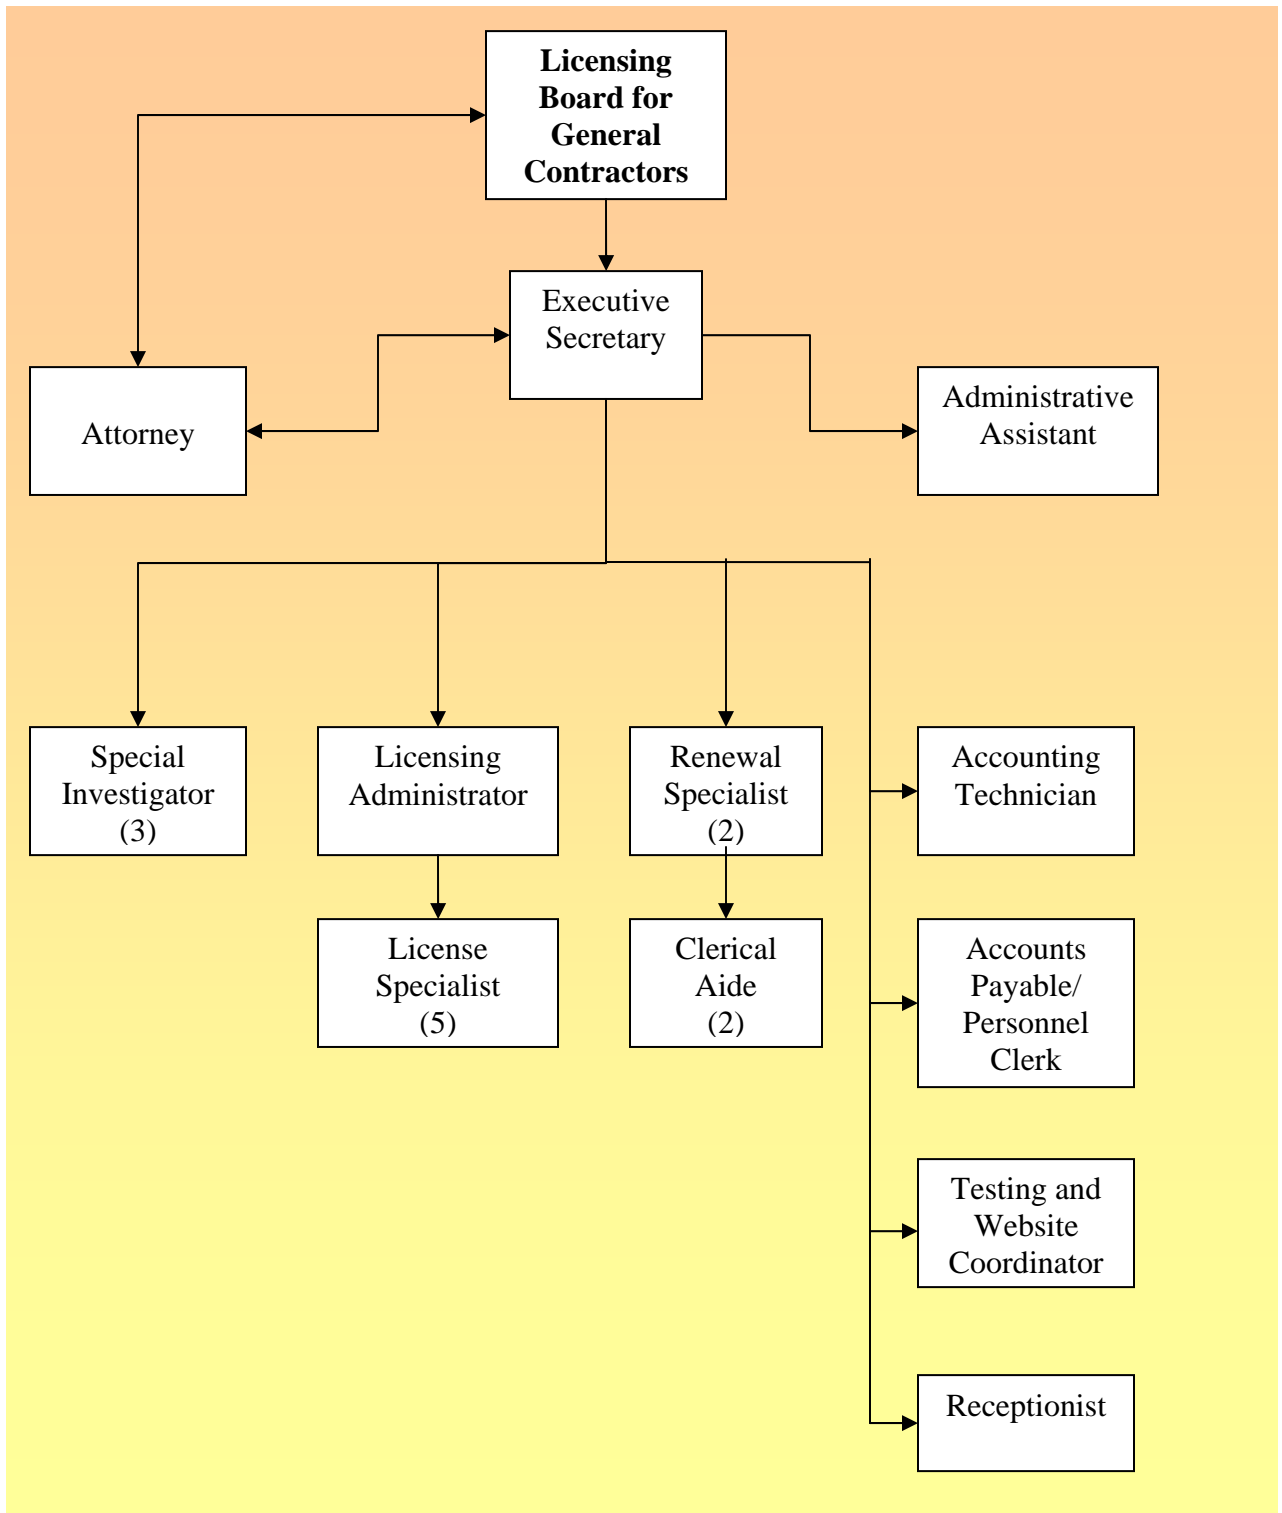 Licensing
Board for
General
Contractors
Executive
Secretary
Attorney
Administrative
Assistant
Special
Investigator
(3)
Licensing
Administrator
Renewal
Specialist
(2)
Accounting
Technician
License
Specialist
(5)
Clerical
Aide
(2)
Accounts
Payable/
Personnel
Clerk
Testing and
Website
Coordinator
Receptionist